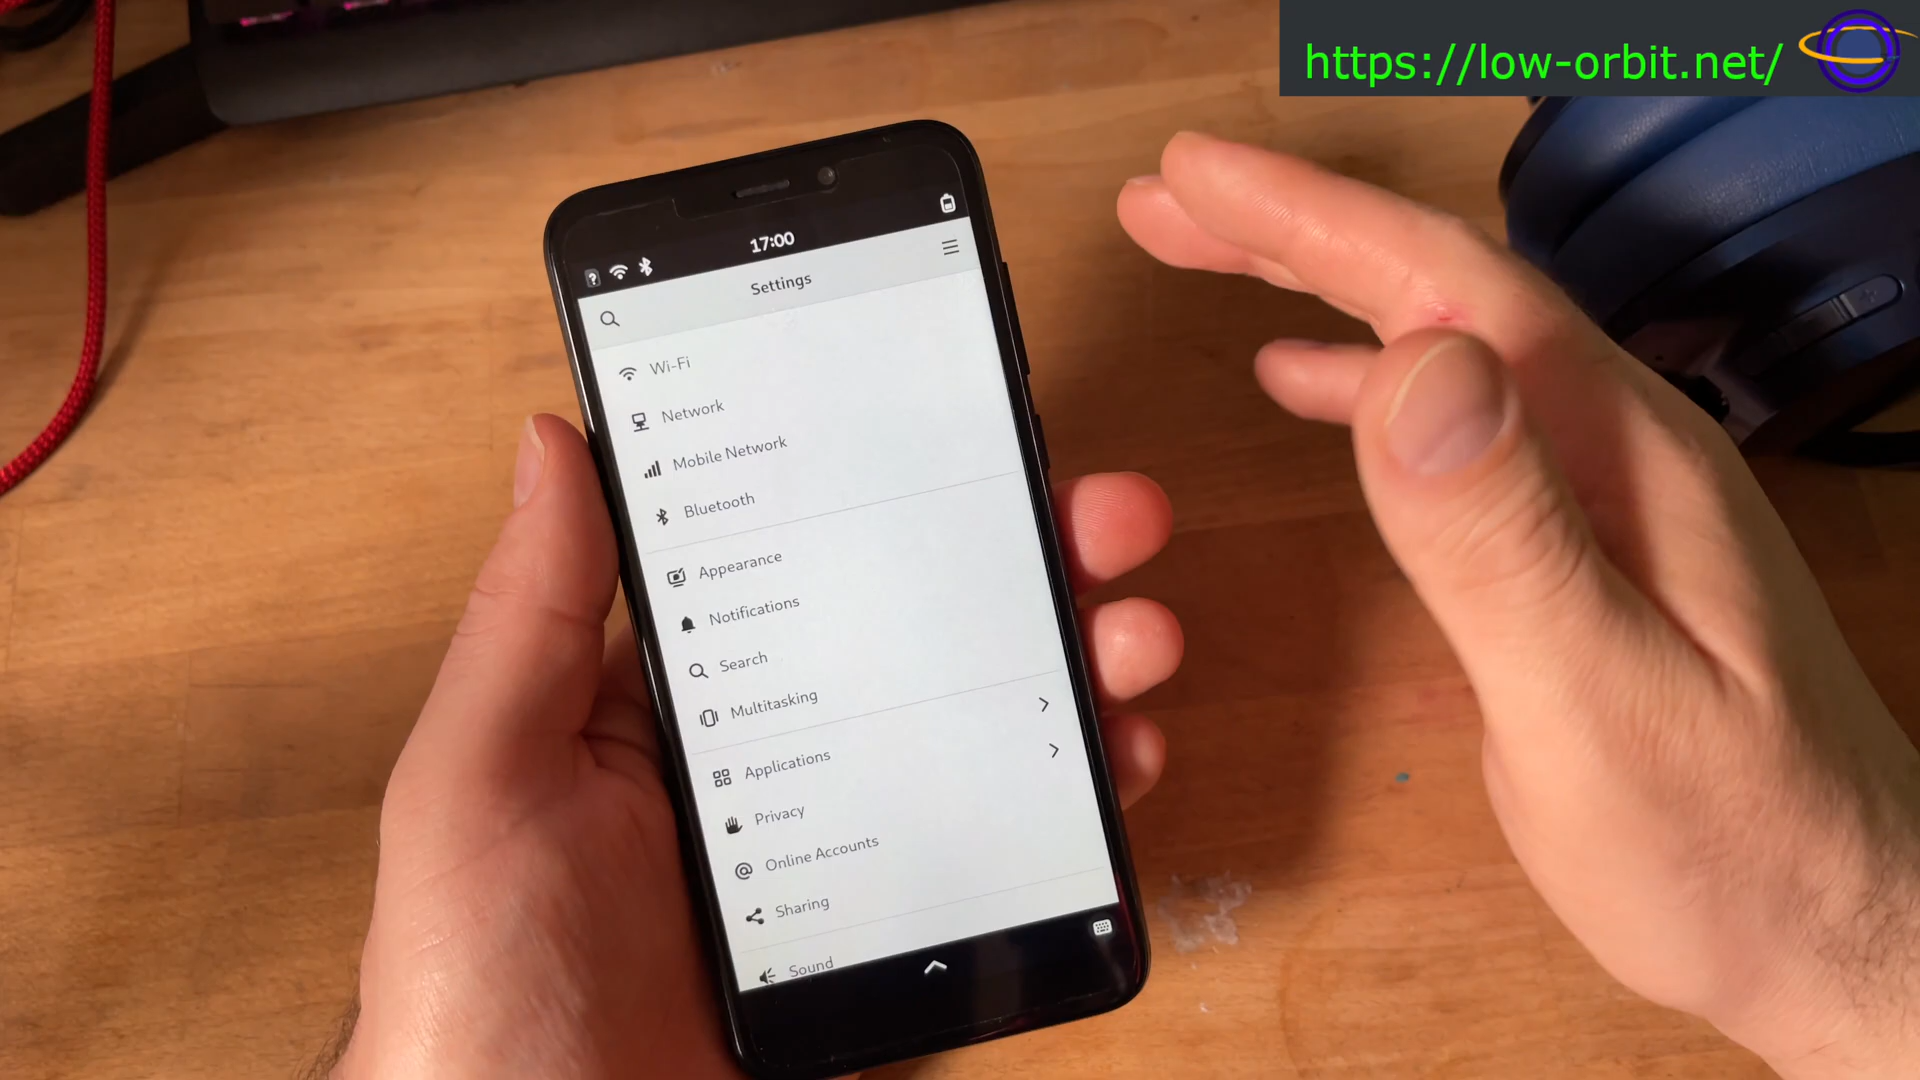 https://low-orbit.net/
17:00
?
Settings
Wi-Fi
Network
Mobile Network
Bluetooth
Appearance
Notifications
Search
Multitasking
Applications
Privacy
Online Accounts
Sharing
Sound